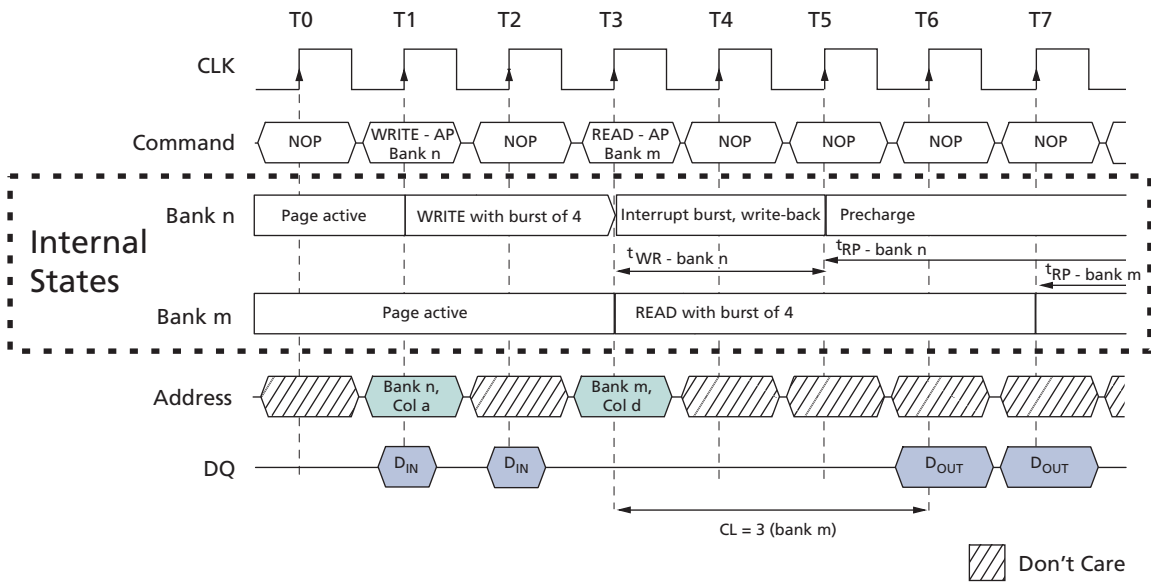 T0 T1 T2 T3 T4 T5 T6 T7
CLK
Command NOP WRITE - AP Bank n NOP READ - AP Bank m NOP NOP NOP NOP
Internal States
Bank n Page active WRITE with burst of 4 Interrupt burst, write-back Precharge
tWR - bank n tRP - bank n
tRP - bank m
Bank m Page active READ with burst of 4
Address Bank n, Col a Bank m, Col d
DQ DIN DIN DOUT DOUT
CL = 3 (bank m)
Don't Care